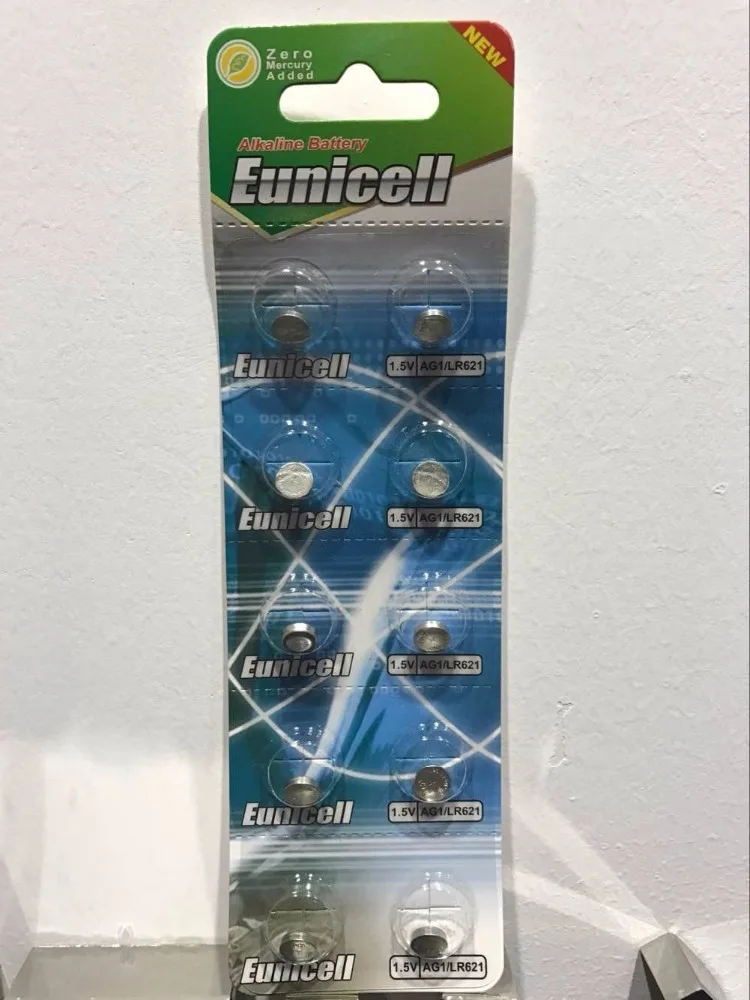 Zero
Mercury
Added
NEW
Alkaline Battery
Eunicell
Eunicell 1.5V AG1/LR621
Eunicell 1.5V AG1/LR621
Eunicell 1.5V AG1/LR621
Eunicell 1.5V AG1/LR621
Eunicell 1.5V AG1/LR621